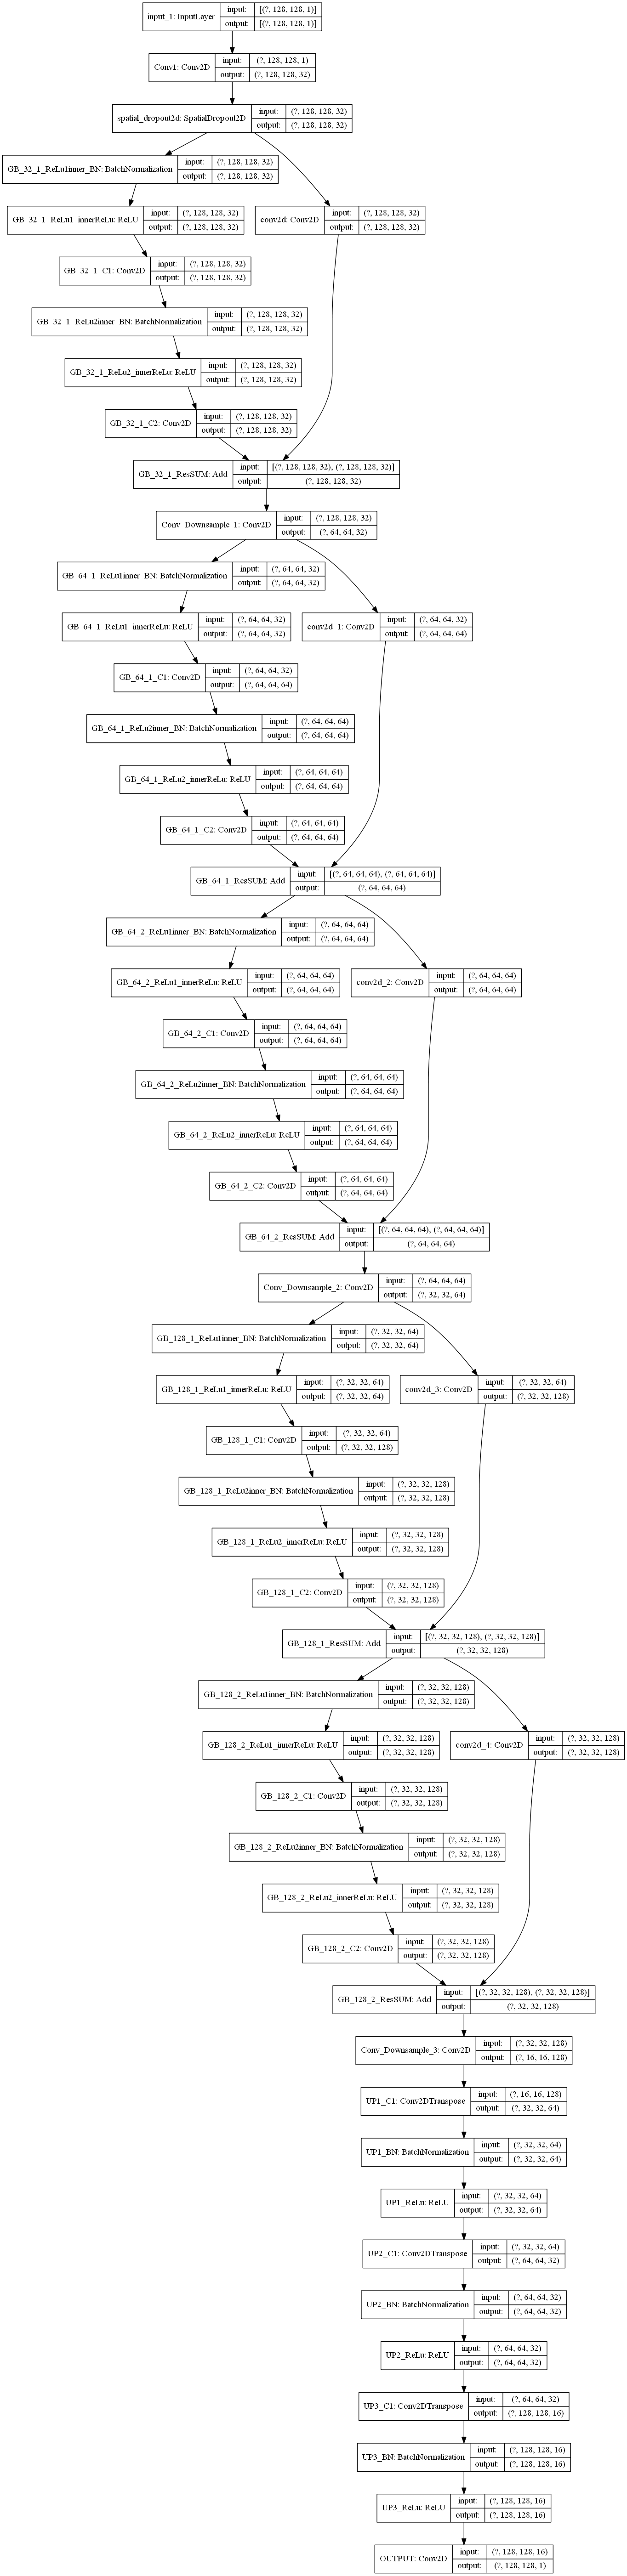 input_1: InputLayer
input: [(?, 128, 128, 1)]
output: [(?, 128, 128, 1)]
Conv1: Conv2D
input: (?, 128, 128, 1)
output: (?, 128, 128, 32)
spatial_dropout2d: SpatialDropout2D
input: (?, 128, 128, 32)
output: (?, 128, 128, 32)
GB_32_1_ReLu1inner_BN: BatchNormalization
input: (?, 128, 128, 32)
output: (?, 128, 128, 32)
GB_32_1_ReLu1_innerReLu: ReLU
input: (?, 128, 128, 32)
output: (?, 128, 128, 32)
conv2d: Conv2D
input: (?, 128, 128, 32)
output: (?, 128, 128, 32)
GB_32_1_C1: Conv2D
input: (?, 128, 128, 32)
output: (?, 128, 128, 32)
GB_32_1_ReLu2inner_BN: BatchNormalization
input: (?, 128, 128, 32)
output: (?, 128, 128, 32)
GB_32_1_ReLu2_innerReLu: ReLU
input: (?, 128, 128, 32)
output: (?, 128, 128, 32)
GB_32_1_C2: Conv2D
input: (?, 128, 128, 32)
output: (?, 128, 128, 32)
GB_32_1_ResSUM: Add
input: [(?, 128, 128, 32), (?, 128, 128, 32)]
output: (?, 128, 128, 32)
Conv_Downsample_1: Conv2D
input: (?, 128, 128, 32)
output: (?, 64, 64, 32)
GB_64_1_ReLu1inner_BN: BatchNormalization
input: (?, 64, 64, 32)
output: (?, 64, 64, 32)
GB_64_1_ReLu1_innerReLu: ReLU
input: (?, 64, 64, 32)
output: (?, 64, 64, 32)
conv2d_1: Conv2D
input: (?, 64, 64, 32)
output: (?, 64, 64, 64)
GB_64_1_C1: Conv2D
input: (?, 64, 64, 32)
output: (?, 64, 64, 64)
GB_64_1_ReLu2inner_BN: BatchNormalization
input: (?, 64, 64, 64)
output: (?, 64, 64, 64)
GB_64_1_ReLu2_innerReLu: ReLU
input: (?, 64, 64, 64)
output: (?, 64, 64, 64)
GB_64_1_C2: Conv2D
input: (?, 64, 64, 64)
output: (?, 64, 64, 64)
GB_64_1_ResSUM: Add
input: [(?, 64, 64, 64), (?, 64, 64, 64)]
output: (?, 64, 64, 64)
GB_64_2_ReLu1inner_BN: BatchNormalization
input: (?, 64, 64, 64)
output: (?, 64, 64, 64)
GB_64_2_ReLu1_innerReLu: ReLU
input: (?, 64, 64, 64)
output: (?, 64, 64, 64)
conv2d_2: Conv2D
input: (?, 64, 64, 64)
output: (?, 64, 64, 64)
GB_64_2_C1: Conv2D
input: (?, 64, 64, 64)
output: (?, 64, 64, 64)
GB_64_2_ReLu2inner_BN: BatchNormalization
input: (?, 64, 64, 64)
output: (?, 64, 64, 64)
GB_64_2_ReLu2_innerReLu: ReLU
input: (?, 64, 64, 64)
output: (?, 64, 64, 64)
GB_64_2_C2: Conv2D
input: (?, 64, 64, 64)
output: (?, 64, 64, 64)
GB_64_2_ResSUM: Add
input: [(?, 64, 64, 64), (?, 64, 64, 64)]
output: (?, 64, 64, 64)
Conv_Downsample_2: Conv2D
input: (?, 64, 64, 64)
output: (?, 32, 32, 64)
GB_128_1_ReLu1inner_BN: BatchNormalization
input: (?, 32, 32, 64)
output: (?, 32, 32, 64)
GB_128_1_ReLu1_innerReLu: ReLU
input: (?, 32, 32, 64)
output: (?, 32, 32, 64)
conv2d_3: Conv2D
input: (?, 32, 32, 64)
output: (?, 32, 32, 128)
GB_128_1_C1: Conv2D
input: (?, 32, 32, 64)
output: (?, 32, 32, 128)
GB_128_1_ReLu2inner_BN: BatchNormalization
input: (?, 32, 32, 128)
output: (?, 32, 32, 128)
GB_128_1_ReLu2_innerReLu: ReLU
input: (?, 32, 32, 128)
output: (?, 32, 32, 128)
GB_128_1_C2: Conv2D
input: (?, 32, 32, 128)
output: (?, 32, 32, 128)
GB_128_1_ResSUM: Add
input: [(?, 32, 32, 128), (?, 32, 32, 128)]
output: (?, 32, 32, 128)
GB_128_2_ReLu1inner_BN: BatchNormalization
input: (?, 32, 32, 128)
output: (?, 32, 32, 128)
GB_128_2_ReLu1_innerReLu: ReLU
input: (?, 32, 32, 128)
output: (?, 32, 32, 128)
conv2d_4: Conv2D
input: (?, 32, 32, 128)
output: (?, 32, 32, 128)
GB_128_2_C1: Conv2D
input: (?, 32, 32, 128)
output: (?, 32, 32, 128)
GB_128_2_ReLu2inner_BN: BatchNormalization
input: (?, 32, 32, 128)
output: (?, 32, 32, 128)
GB_128_2_ReLu2_innerReLu: ReLU
input: (?, 32, 32, 128)
output: (?, 32, 32, 128)
GB_128_2_C2: Conv2D
input: (?, 32, 32, 128)
output: (?, 32, 32, 128)
GB_128_2_ResSUM: Add
input: [(?, 32, 32, 128), (?, 32, 32, 128)]
output: (?, 32, 32, 128)
Conv_Downsample_3: Conv2D
input: (?, 32, 32, 128)
output: (?, 16, 16, 128)
UP1_C1: Conv2DTranspose
input: (?, 16, 16, 128)
output: (?, 32, 32, 64)
UP1_BN: BatchNormalization
input: (?, 32, 32, 64)
output: (?, 32, 32, 64)
UP1_ReLu: ReLU
input: (?, 32, 32, 64)
output: (?, 32, 32, 64)
UP2_C1: Conv2DTranspose
input: (?, 32, 32, 64)
output: (?, 64, 64, 32)
UP2_BN: BatchNormalization
input: (?, 64, 64, 32)
output: (?, 64, 64, 32)
UP2_ReLu: ReLU
input: (?, 64, 64, 32)
output: (?, 64, 64, 32)
UP3_C1: Conv2DTranspose
input: (?, 64, 64, 32)
output: (?, 128, 128, 16)
UP3_BN: BatchNormalization
input: (?, 128, 128, 16)
output: (?, 128, 128, 16)
UP3_ReLu: ReLU
input: (?, 128, 128, 16)
output: (?, 128, 128, 16)
OUTPUT: Conv2D
input: (?, 128, 128, 16)
output: (?, 128, 128, 1)